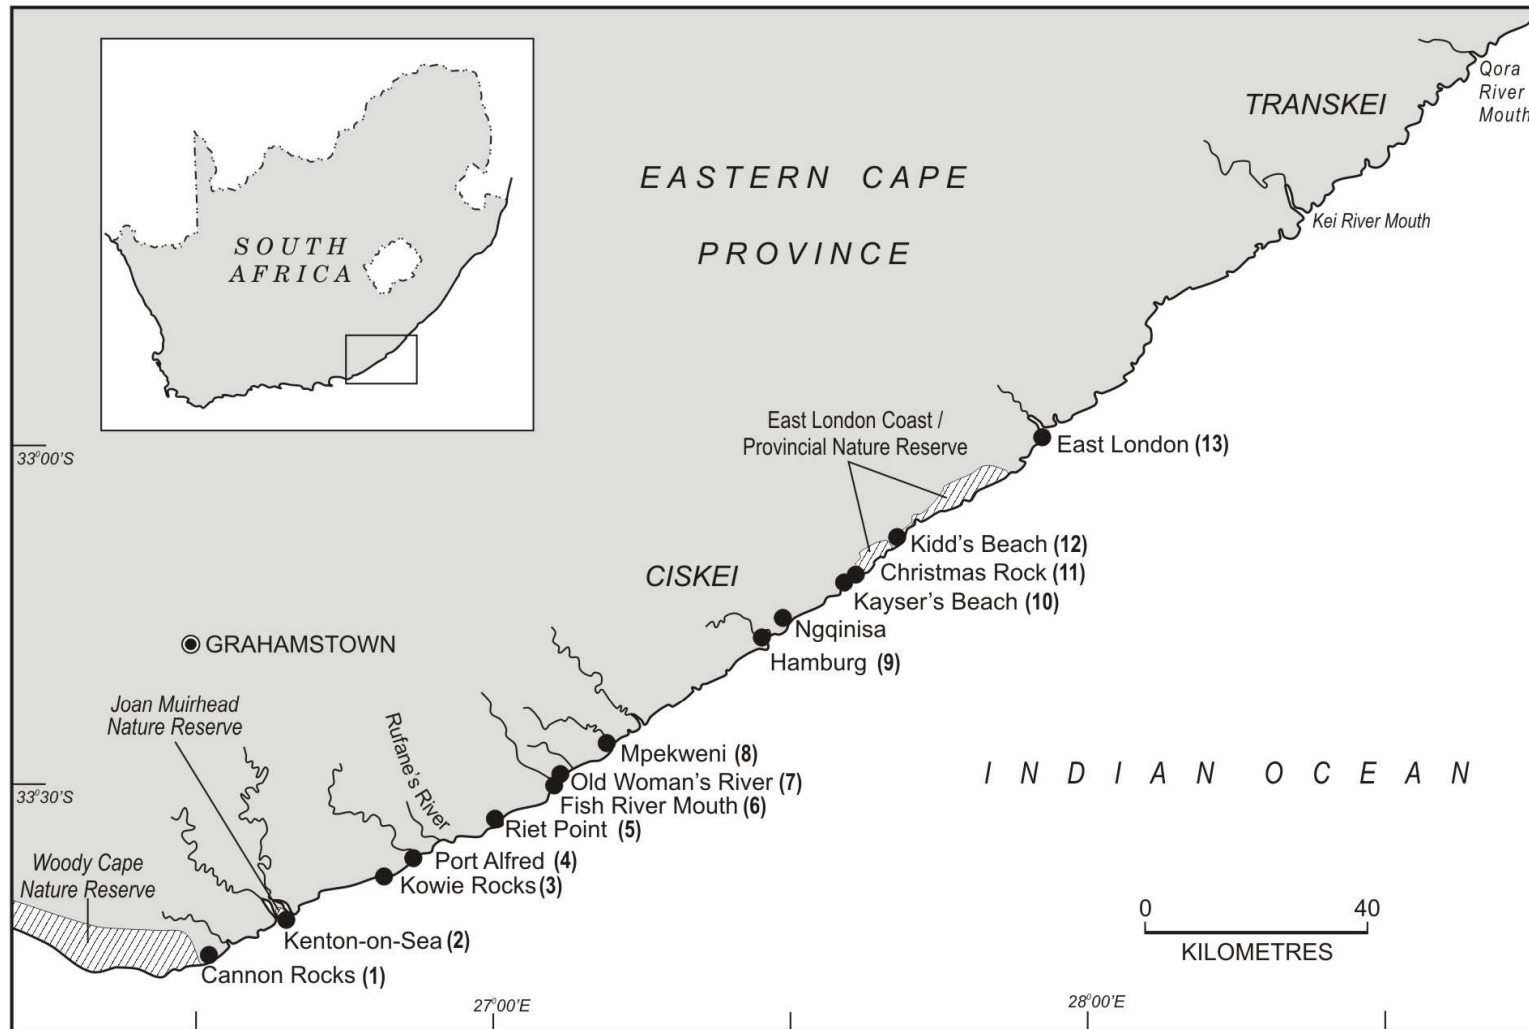 Qora
River
Mouth
TRANSKEI
EASTERN CAPE
PROVINCE
Kei River Mouth
SOUTH
AFRICA
East London Coast /
Provincial Nature Reserve
East London (13)
33°00'S
Kidd's Beach (12)
Christmas Rock (11)
CISKEI
Kayser's Beach (10)
Ngqinisa
GRAHAMSTOWN
Hamburg (9)
Joan Muirhead
Nature Reserve
Rufane's River
Mpekweni (8)
Old Woman's River (7)
INDIAN OCEAN
33°30'S
Fish River Mouth (6)
Riet Point (5)
Port Alfred (4)
Woody Cape
Nature Reserve
Kowie Rocks (3)
0 40
KILOMETRES
Kenton-on-Sea (2)
Cannon Rocks (1)
27°00'E
28°00'E